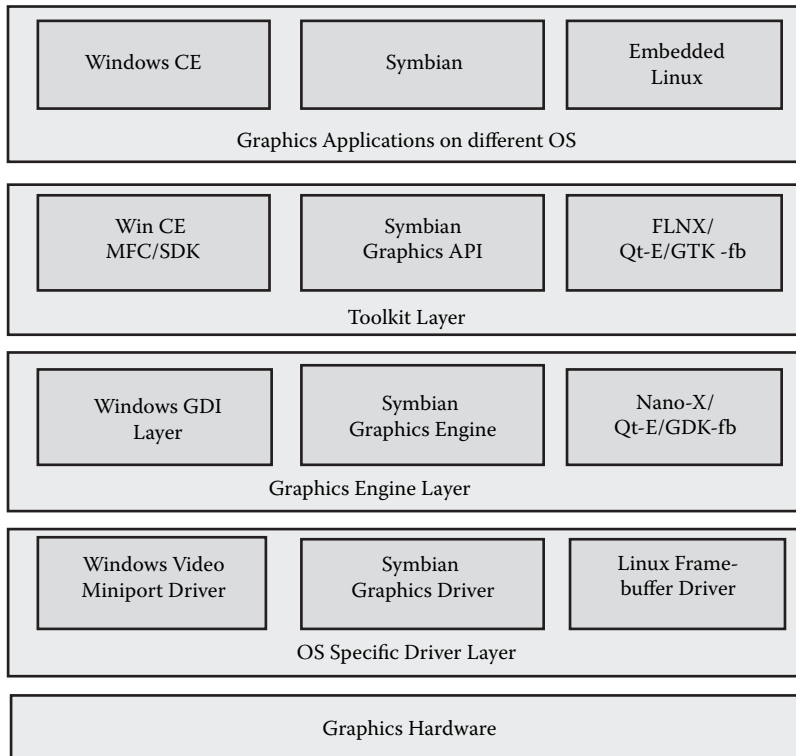 Windows CE
Symbian
Embedded
Linux
Graphics Applications on different OS
Win CE
MFC/SDK
Symbian
Graphics API
FLNX/
Qt-E/GTK -fb
Toolkit Layer
Windows GDI
Layer
Symbian
Graphics Engine
Nano-X/
Qt-E/GDK-fb
Graphics Engine Layer
Windows Video
Miniport Driver
Symbian
Graphics Driver
Linux Frame-
buffer Driver
OS Specific Driver Layer
Graphics Hardware